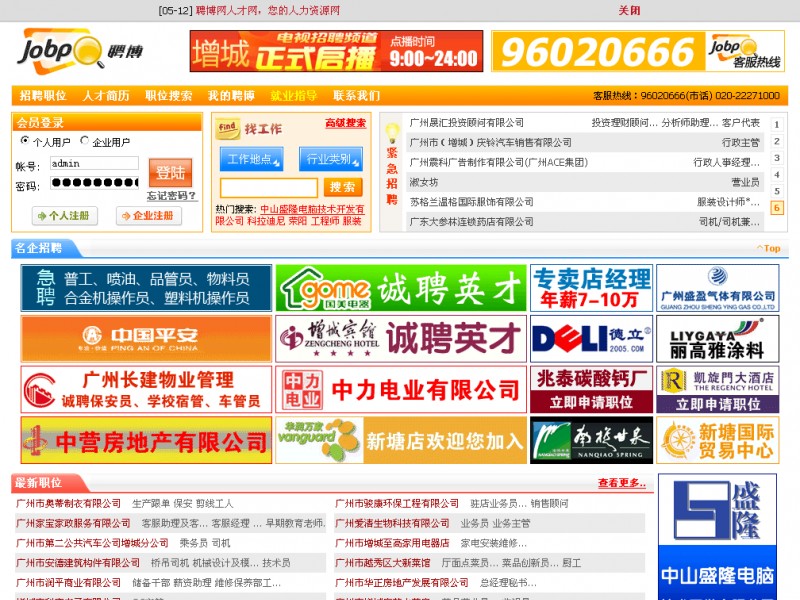 [05-12] 聘博网人才网，您的人力资源网
关闭
Jobp 聘博
增城 电视招聘频道 正式启播 点播时间 9:00~24:00
96020666 Jobp 客服热线
招聘职位 人才简历 职位搜索 我的聘博 就业指导 联系我们
客服热线：96020666(市话) 020-22271000
会员登录
个人用户 企业用户
帐号： admin
密码：
登陆
忘记密码？
个人注册 企业注册
find 找工作 高级搜索
工作地点 行业类别
搜索
热门搜索： 中山盛隆电脑技术开发有
限公司 科拉迪尼 荣阳 工程师 服装
紧急招聘
广州晟汇投资顾问有限公司 投资理财顾问... 分析师助理... 客户代表
广州市（增城）庆铃汽车销售有限公司 行政主管
广州震科广告制作有限公司(广州ACE集团) 行政人事经理...
淑女坊 营业员
苏格兰温格国际服饰有限公司 服装设计师*...
广东大参林连锁药店有限公司 司机/司机兼...
1
2
3
4
5
6
名企招聘
^Top
急聘 普工、喷油、品管员、物料员
合金机操作员、塑料机操作员
gome 国美电器 诚聘英才
专卖店经理
年薪7-10万
广州盛盈气体有限公司
GUANG ZHOU SHENG YING GAS CO.,LTD
中国平安
专业·价值 PING AN OF CHINA
增城宾馆 ZENGCHENG HOTEL 诚聘英才
DELI 德立 2005.COM
LIYGAYA
丽高雅涂料
广州长建物业管理
诚聘保安员、学校宿管、车管员
中力电业 中力电业有限公司
兆泰碳酸钙厂
立即申请职位
凯旋門大酒店
THE REGENCY HOTEL
立即申请职位
中营房地产有限公司
华润万家 vanguard 新塘店欢迎您加入
南提世泉
NANQIAO SPRING
新塘国际
贸易中心
最新职位
查看更多..
广州市奥蒂制衣有限公司 生产跟单 保安 剪线工人
广州市骏康环保工程有限公司 驻店业务员... 销售顾问
广州家宝家政服务有限公司 客服助理及客... 客服经理 ... 早期教育老师.
广州爱清生物科技有限公司 业务员 业务主管
广州市第二公共汽车公司增城分公司 乘务员 司机
广州市增城至高家用电器店 家电安装维修...
广州市安德建筑构件有限公司 桥吊司机 机械设计及模... 技术员
广州市越秀区大新菜馆 厅面点菜员... 菜品创新员... 厨工
广州市润平商业有限公司 储备干部 薪资助理 维修保养部工...
广州市华正房地产发展有限公司 总经理秘书...
盛隆
中山盛隆电脑